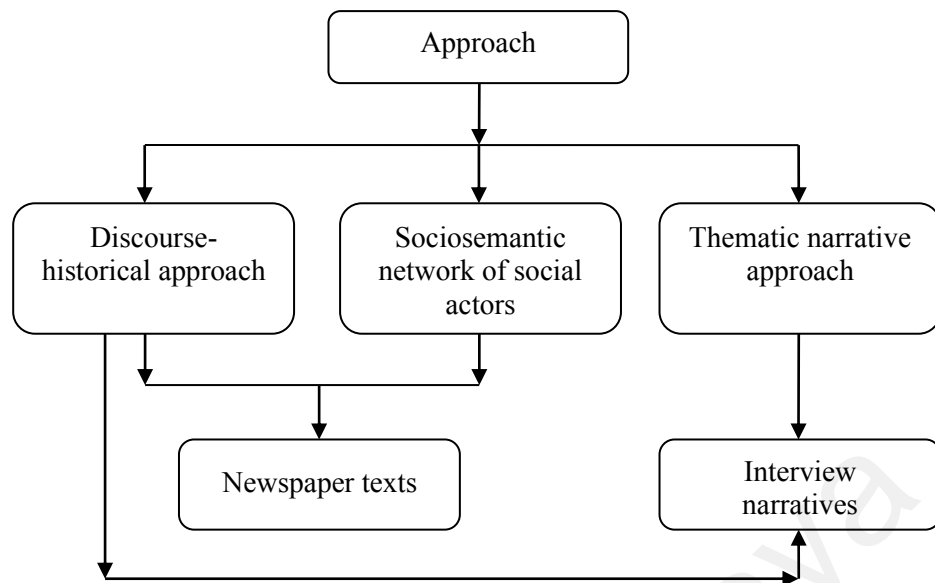 Approach
Discourse-
historical approach
Sociosemantic
network of social
actors
Thematic narrative
approach
Newspaper texts
Interview
narratives